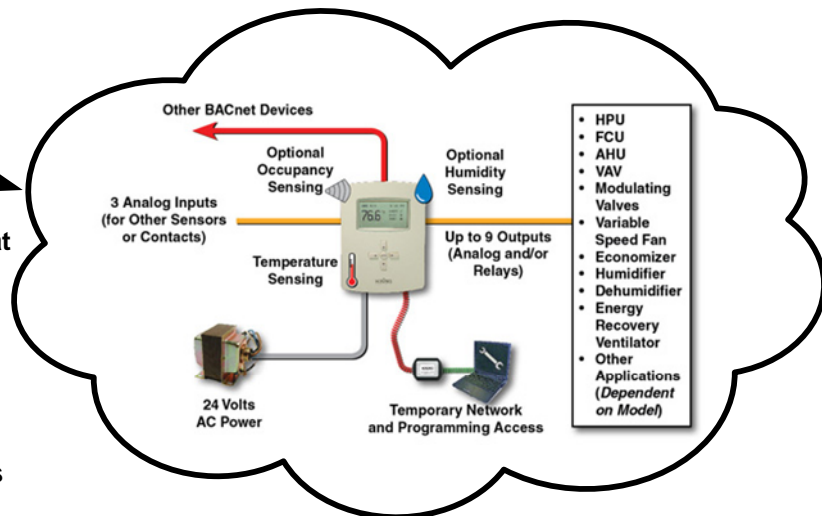 Other BACnet Devices
Optional
Occupancy
Sensing
Optional
Humidity
Sensing
3 Analog Inputs
(for Other Sensors
or Contacts)
76.6
Up to 9 Outputs
(Analog and/or
Relays)
Temperature
Sensing
24 Volts
AC Power
Temporary Network
and Programming Access
• HPU
• FCU
• AHU
• VAV
• Modulating
Valves
• Variable
Speed Fan
• Economizer
• Humidifier
• Dehumidifier
• Energy
Recovery
Ventilator
• Other
Applications
(Dependent
on Model)